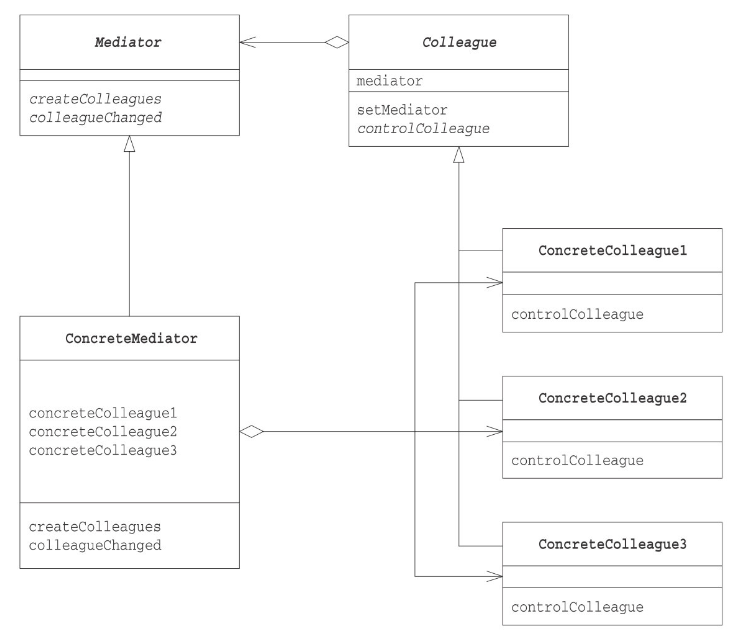 Mediator
createColleagues
colleagueChanged
Colleague
mediator
setMediator
controlColleague
ConcreteColleague1
controlColleague
ConcreteMediator
concreteColleague1
concreteColleague2
concreteColleague3
createColleagues
colleagueChanged
ConcreteColleague2
controlColleague
ConcreteColleague3
controlColleague